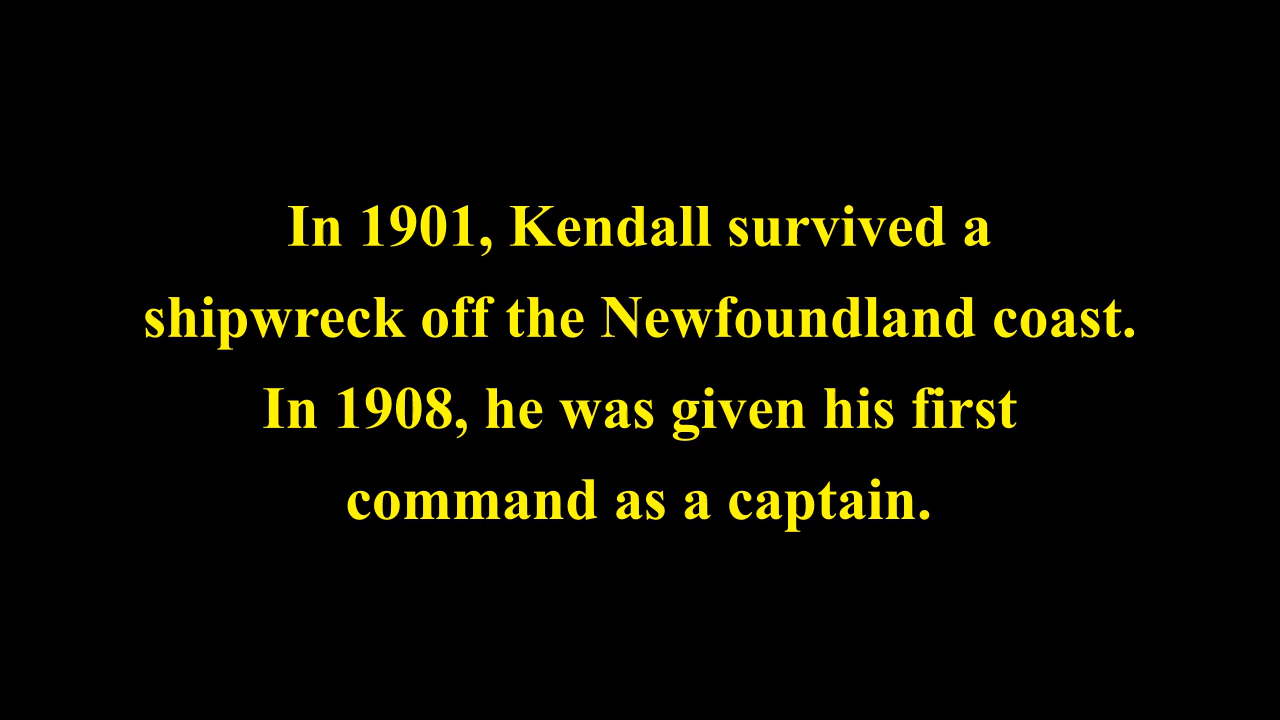 In 1901, Kendall survived a
shipwreck off the Newfoundland coast.
In 1908, he was given his first
command as a captain.